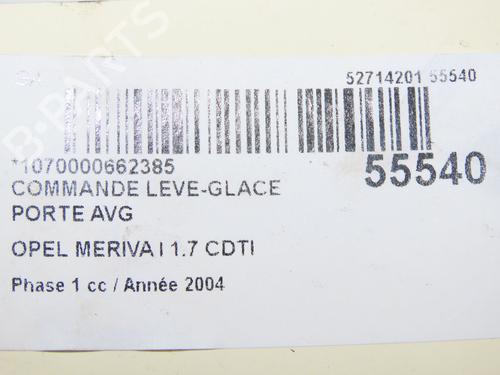 B-PARTS
52714201 55540
*1070000662385
55540
COMMANDE LEVE-GLACE
PORTE AVG
OPEL MERIVA I 1.7 CDTI
Phase 1 cc / Année 2004